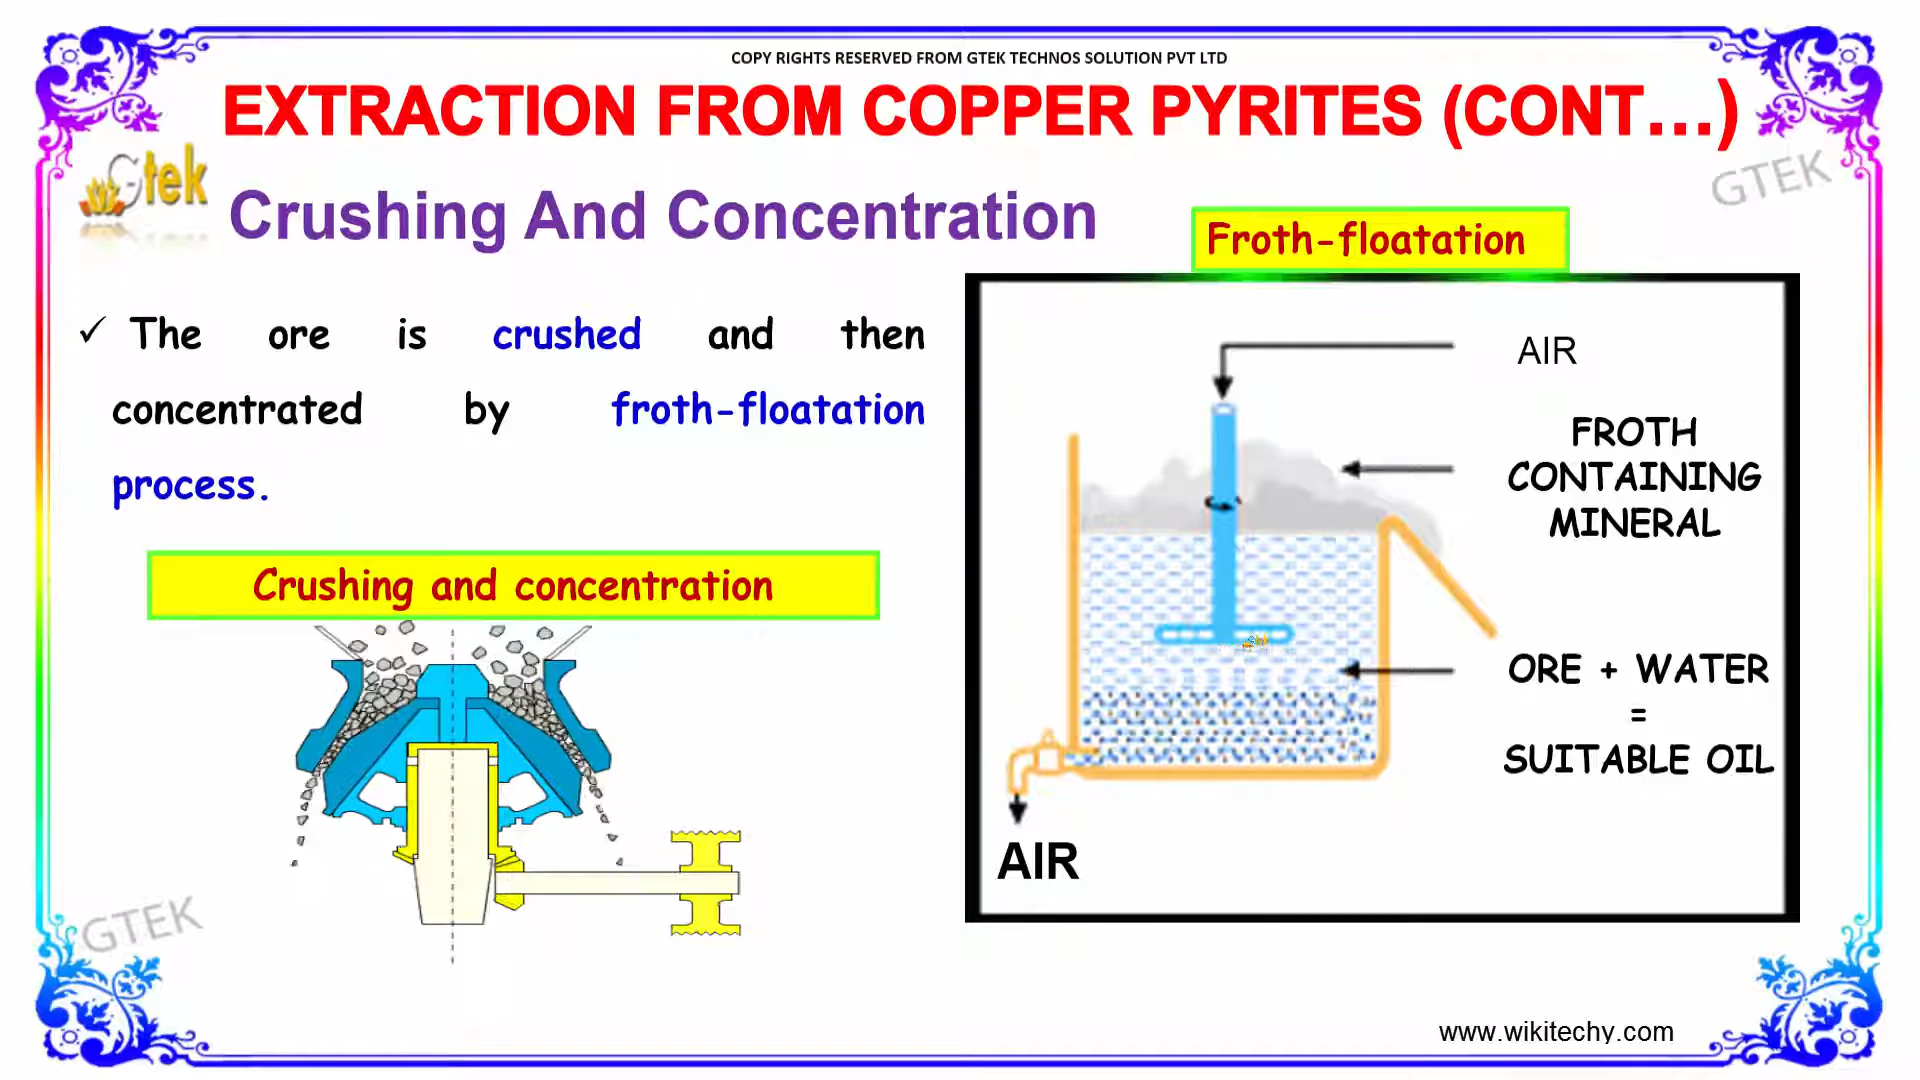 COPY RIGHTS RESERVED FROM GTEK TECHNOS SOLUTION PVT LTD
EXTRACTION FROM COPPER PYRITES (CONT...)
Gtek
GTEK
Crushing And Concentration
Froth-floatation
✓ The ore is crushed and then
concentrated by froth-floatation
process.
Crushing and concentration
AIR
FROTH
CONTAINING
MINERAL
ORE + WATER
=
SUITABLE OIL
AIR
GTEK
www.wikitechy.com